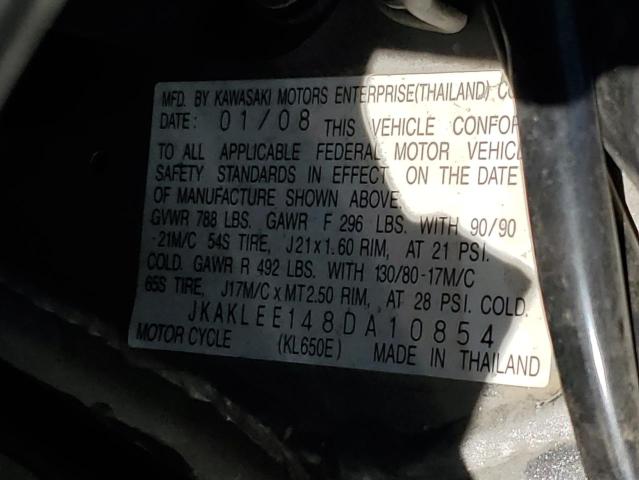 MFD. BY KAWASAKI MOTORS ENTERPRISE(THAILAND) CO
DATE: 01/08 THIS VEHICLE CONFOR
TO ALL APPLICABLE FEDERAL MOTOR VEHICL
SAFETY STANDARDS IN EFFECT ON THE DATE
OF MANUFACTURE SHOWN ABOVE.
GVWR 788 LBS. GAWR F 296 LBS. WITH 90/90
-21M/C 54S TIRE, J21x1.60 RIM, AT 21 PSI.
COLD. GAWR R 492 LBS. WITH 130/80-17M/C
65S TIRE, J17M/C x MT2.50 RIM, AT 28 PSI. COLD.
JKAKLEE148DA10854
MOTOR CYCLE (KL650E) MADE IN THAILAND